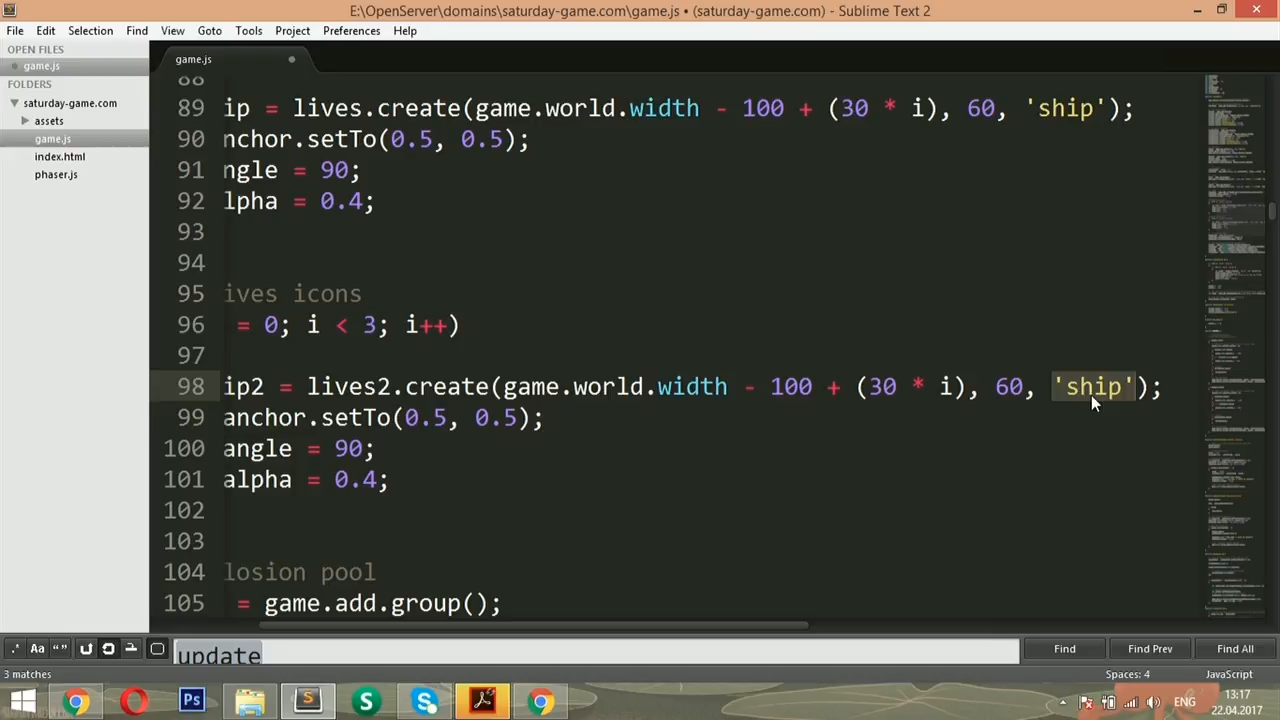 E:\OpenServer\domains\saturday-game.com\game.js • (saturday-game.com) - Sublime Text 2
File Edit Selection Find View Goto Tools Project Preferences Help
OPEN FILES
game.js
FOLDERS
saturday-game.com
assets
game.js
index.html
phaser.js
game.js
88
89 ip = lives.create(game.world.width - 100 + (30 * i), 60, 'ship');
90 nchor.setTo(0.5, 0.5);
91 ngle = 90;
92 lpha = 0.4;
93
94
95 ives icons
96 = 0; i < 3; i++)
97
98 ip2 = lives2.create(game.world.width - 100 + (30 * i), 60, 'ship');
99 anchor.setTo(0.5, 0.5);
100 angle = 90;
101 alpha = 0.4;
102
103
104 losion pool
105 = game.add.group();
.* Aa “” update Find Find Prev Find All
3 matches Spaces: 4 JavaScript
Ps S S ENG 13:17
22.04.2017